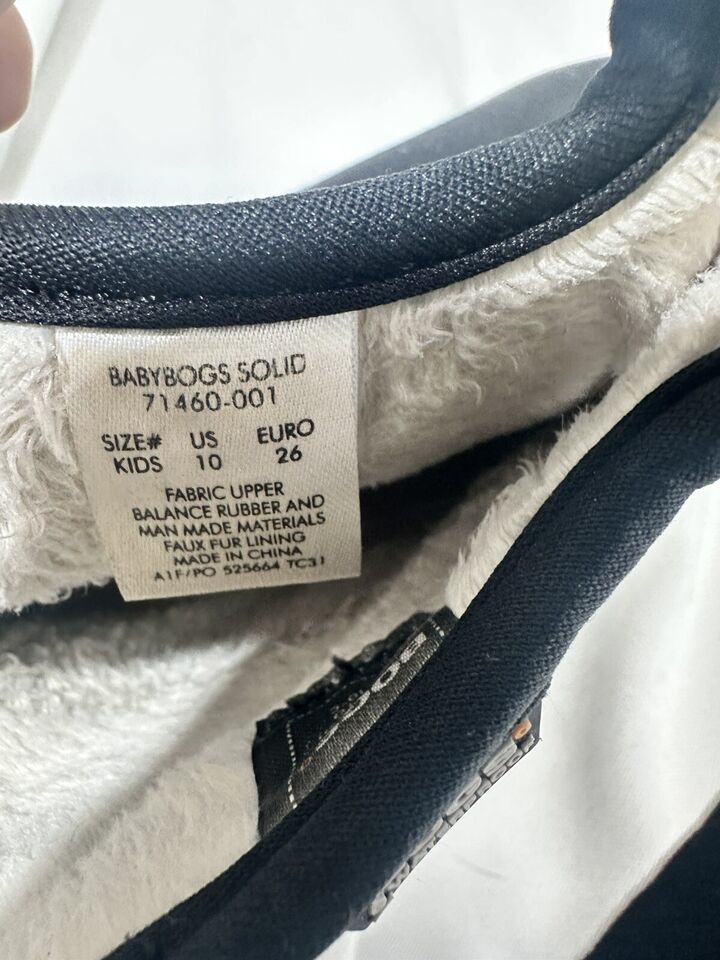 BABYBOGS SOLID
71460-001
SIZE# US EURO
KIDS 10 26
FABRIC UPPER
BALANCE RUBBER AND
MAN MADE MATERIALS
FAUX FUR LINING
MADE IN CHINA
A1F/PO 525664 TC31